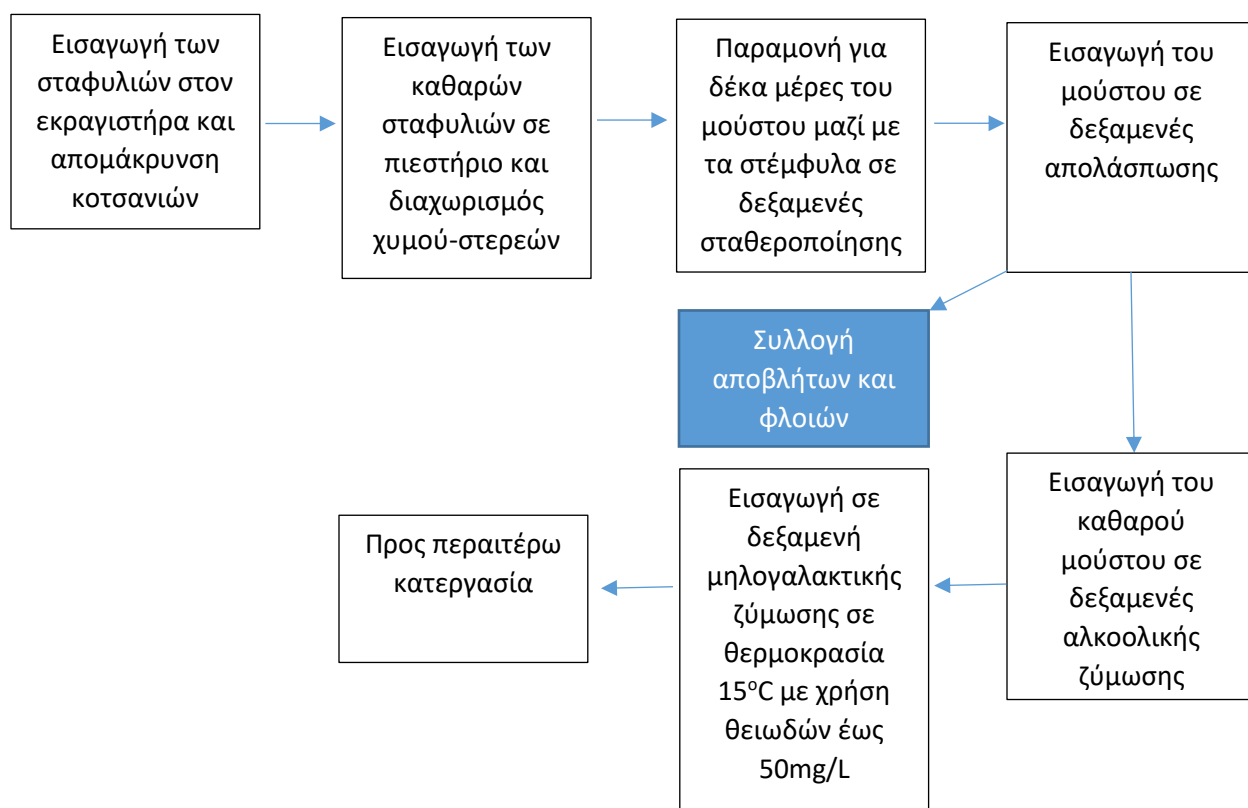 Εισαγωγή των
σταφυλιών στον
εκραγιστήρα και
απομάκρυνση
κοτσανιών
Εισαγωγή των
καθαρών
σταφυλιών σε
πιεστήριο και
διαχωρισμός
χυμού-στερεών
Παραμονή για
δέκα μέρες του
μούστου μαζί με
τα στέμφυλα σε
δεξαμενές
σταθεροποίησης
Εισαγωγή του
μούστου σε
δεξαμενές
απολάσπωσης
Συλλογή
αποβλήτων και
φλοιών
Εισαγωγή του
καθαρού
μούστου σε
δεξαμενές
αλκοολικής
ζύμωσης
Εισαγωγή σε
δεξαμενή
μηλογαλακτικής
ζύμωσης σε
θερμοκρασία
15°C με χρήση
θειωδών έως
50mg/L
Προς περαιτέρω
κατεργασία